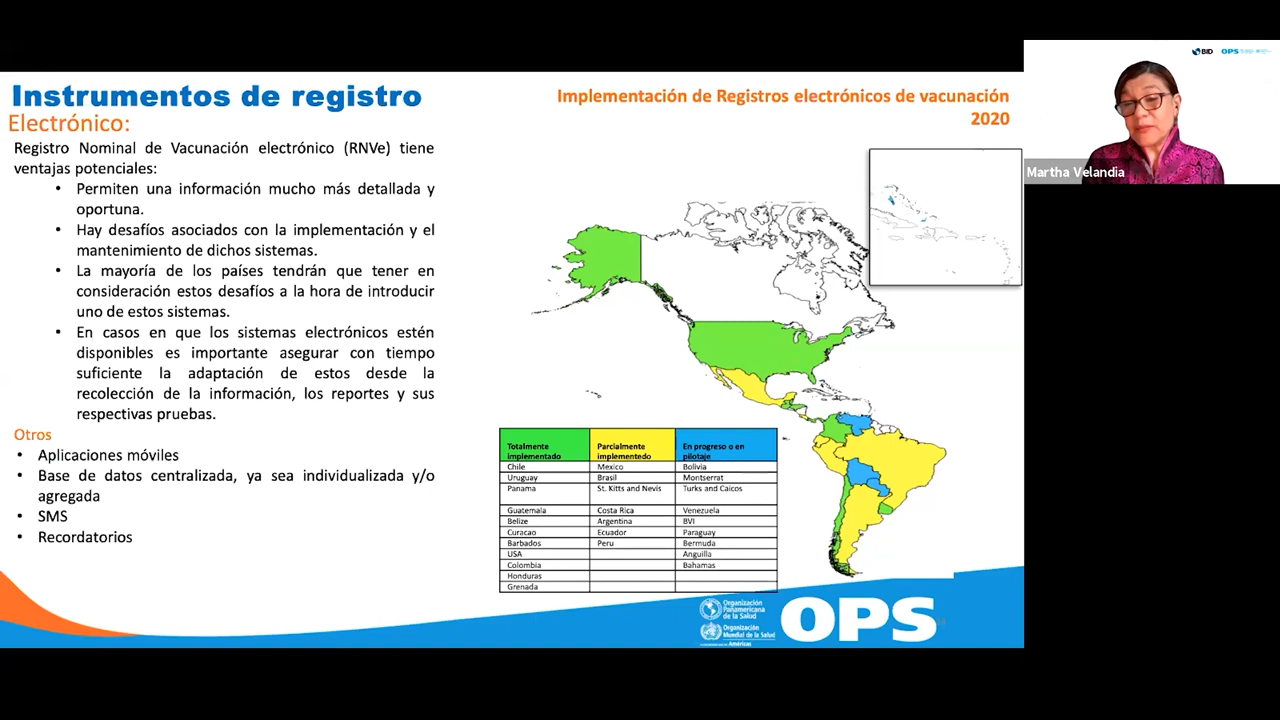 Instrumentos de registro
Electrónico:
Registro Nominal de Vacunación electrónico (RNVe) tiene
ventajas potenciales:
• Permiten una información mucho más detallada y
oportuna.
• Hay desafíos asociados con la implementación y el
mantenimiento de dichos sistemas.
• La mayoría de los países tendrán que tener en
consideración estos desafíos a la hora de introducir
uno de estos sistemas.
• En casos en que los sistemas electrónicos estén
disponibles es importante asegurar con tiempo
suficiente la adaptación de estos desde la
recolección de la información, los reportes y sus
respectivas pruebas.
Otros
• Aplicaciones móviles
• Base de datos centralizada, ya sea individualizada y/o
agregada
• SMS
• Recordatorios
Implementación de Registros electrónicos de vacunación
2020
Totalmente implementado Parcialmente implementedo En progreso o en pilotaje
Chile Mexico Bolivia
Uruguay Brasil Montserrat
Panama St. Kitts and Nevis Turks and Caicos
Guatemala Costa Rica Venezuela
Belize Argentina BVI
Curacao Ecuador Paraguay
Barbados Peru Bermuda
USA Anguilla
Colombia Bahamas
Honduras
Grenada
Organización
Panamericana
de la Salud
Organización
Mundial de la Salud
Américas
OPS
BID OPS
Martha Velandia